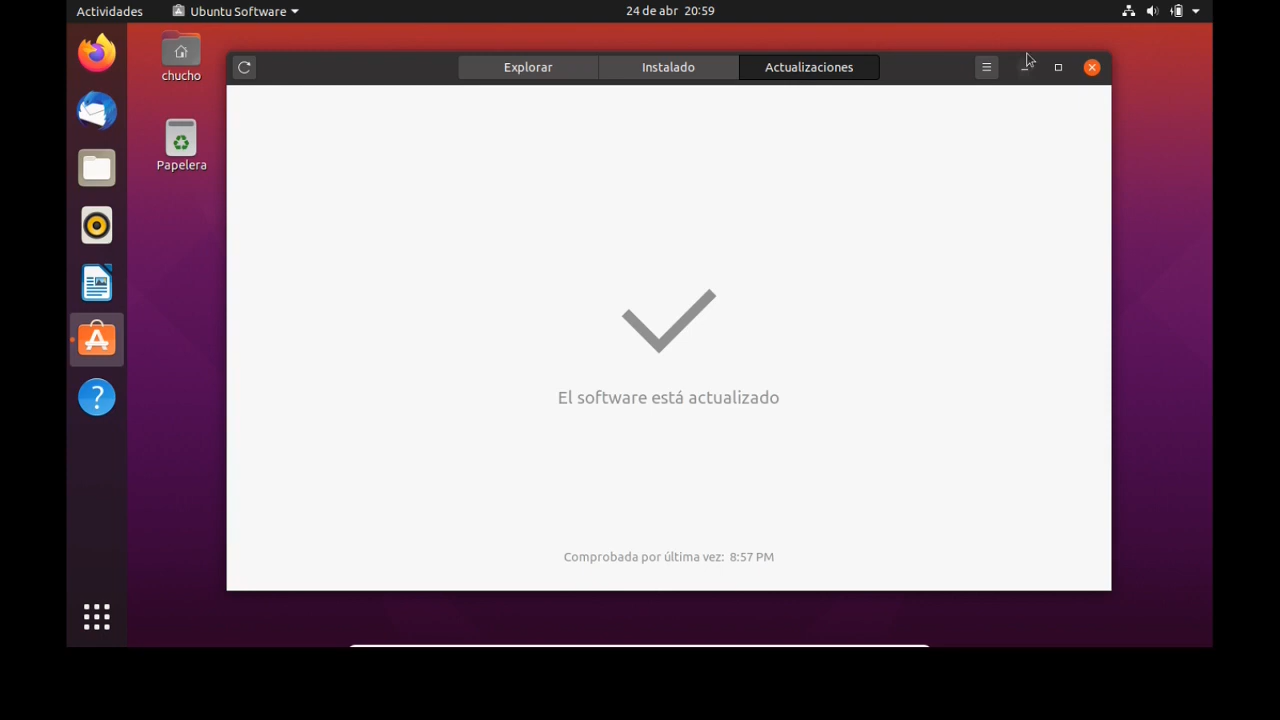 Actividades
Ubuntu Software
24 de abr 20:59
chucho
Papelera
Explorar
Instalado
Actualizaciones
El software está actualizado
Comprobada por última vez: 8:57 PM